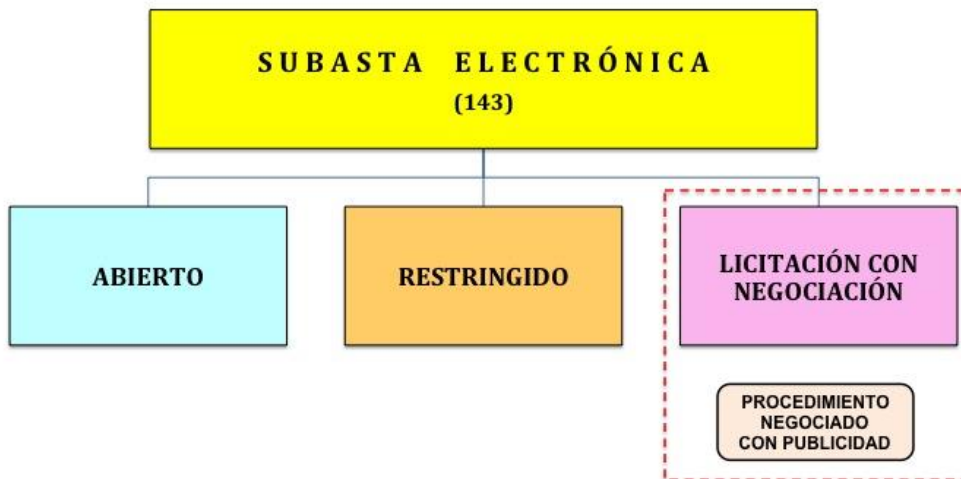 SUBASTA ELECTRÓNICA
(143)
ABIERTO
RESTRINGIDO
LICITACIÓN CON
NEGOCIACIÓN
PROCEDIMIENTO
NEGOCIADO
CON PUBLICIDAD